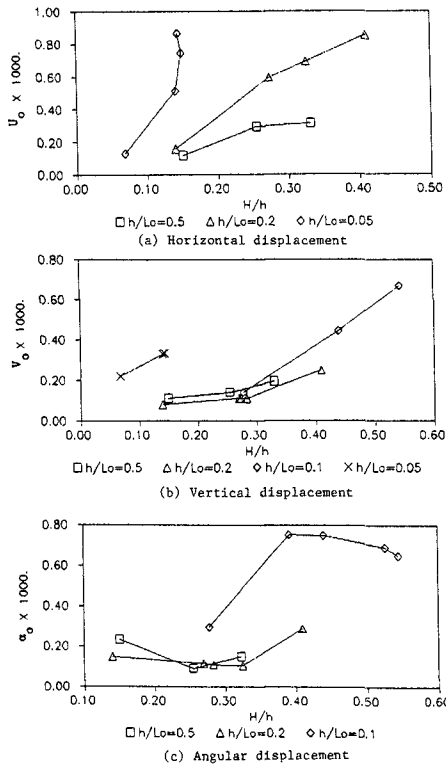 1.00
0.80
0.60
0.40
0.20
0.00
U₀ X 1000.
0.00 0.10 0.20 0.30 0.40 0.50
H/h
□ h/Lo=0.5 △ h/Lo=0.2 ◇ h/Lo=0.05
(a) Horizontal displacement
0.80
0.60
0.40
0.20
0.00
V₀ X 1000.
0.00 0.10 0.20 0.30 0.40 0.50 0.60
H/h
□ h/Lo=0.5 △ h/Lo=0.2 ◇ h/Lo=0.1 × h/Lo=0.05
(b) Vertical displacement
0.80
0.60
0.40
0.20
0.00
α₀ X 1000.
0.10 0.20 0.30 0.40 0.50 0.60
H/h
□ h/Lo=0.5 △ h/Lo=0.2 ◇ h/Lo=0.1
(c) Angular displacement